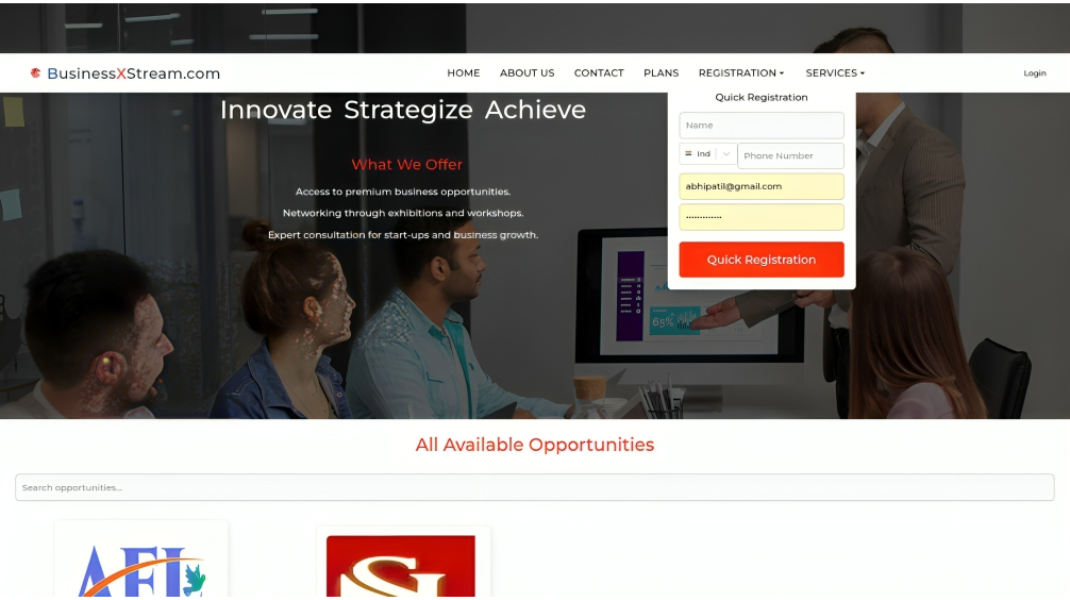 BusinessXStream.com
HOME ABOUT US CONTACT PLANS REGISTRATION SERVICES
Login
Innovate Strategize Achieve
What We Offer
Access to premium business opportunities.
Networking through exhibitions and workshops.
Expert consultation for start-ups and business growth.
Quick Registration
Name
Ind Phone Number
abhipatil@gmail.com
•••••••••••••
Quick Registration
65%
All Available Opportunities
Search opportunities...
AFL